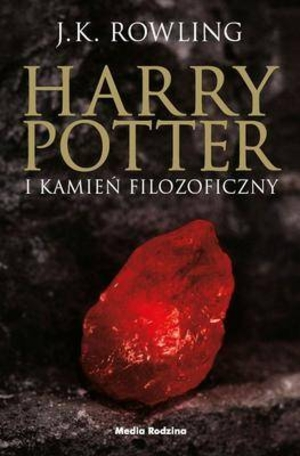 J.K. ROWLING
HARRY
POTTER
I KAMIEŃ FILOZOFICZNY
Media Rodzina